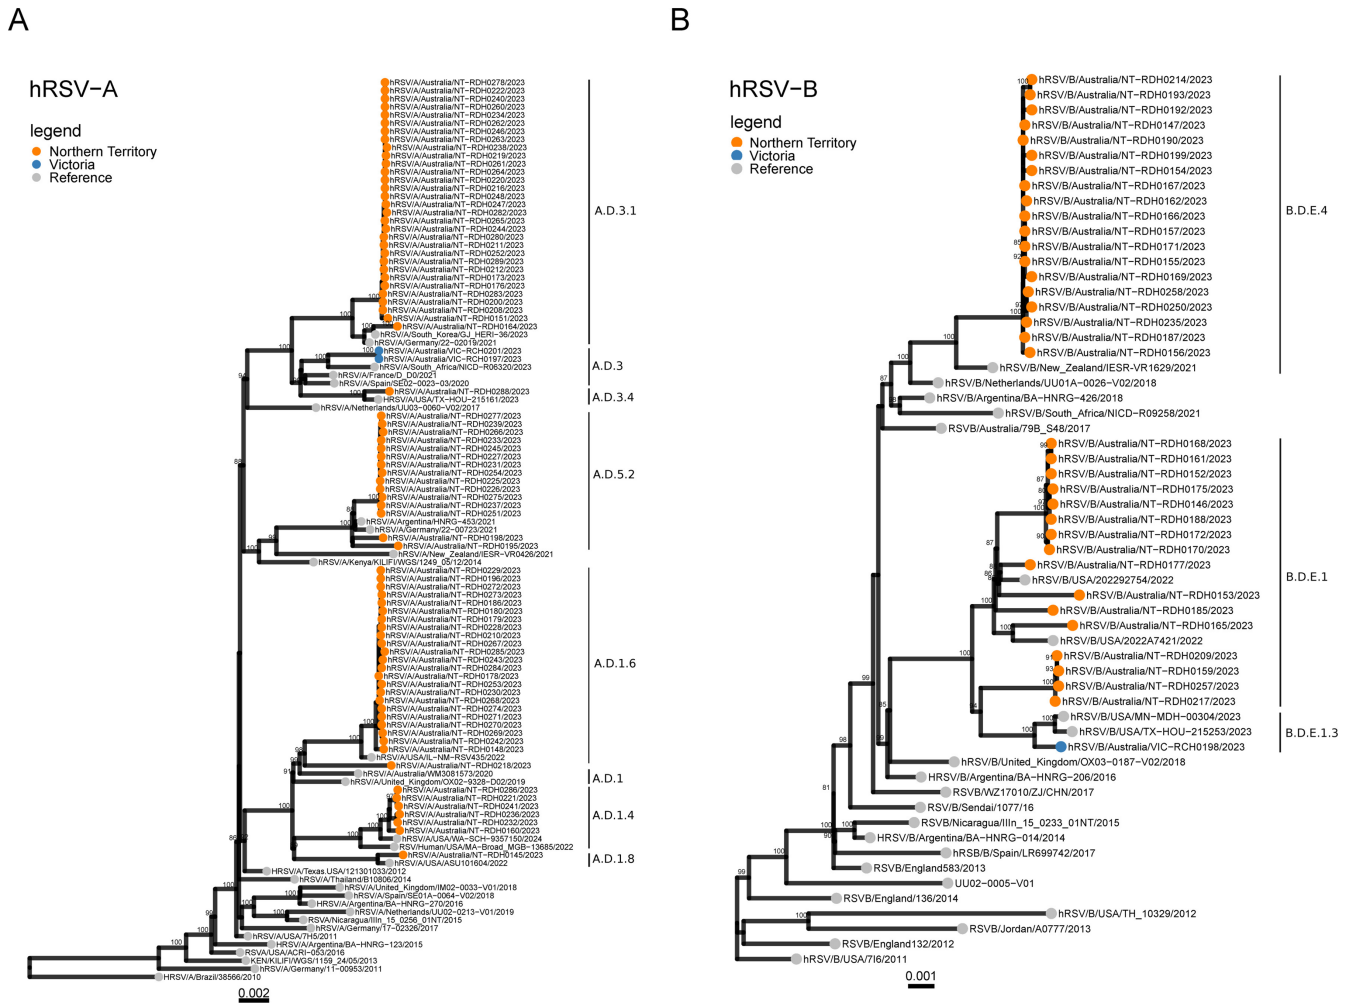 A
hRSV−A
legend
Northern Territory
Victoria
Reference
hRSV/A/Australia/NT−RDH0278/2023
hRSV/A/Australia/NT−RDH0222/2023
hRSV/A/Australia/NT−RDH0240/2023
hRSV/A/Australia/NT−RDH0260/2023
hRSV/A/Australia/NT−RDH0234/2023
hRSV/A/Australia/NT−RDH0262/2023
hRSV/A/Australia/NT−RDH0246/2023
hRSV/A/Australia/NT−RDH0263/2023
hRSV/A/Australia/NT−RDH0238/2023
hRSV/A/Australia/NT−RDH0219/2023
hRSV/A/Australia/NT−RDH0261/2023
hRSV/A/Australia/NT−RDH0264/2023
hRSV/A/Australia/NT−RDH0220/2023
hRSV/A/Australia/NT−RDH0216/2023
hRSV/A/Australia/NT−RDH0248/2023
hRSV/A/Australia/NT−RDH0247/2023
hRSV/A/Australia/NT−RDH0282/2023
hRSV/A/Australia/NT−RDH0265/2023
hRSV/A/Australia/NT−RDH0244/2023
hRSV/A/Australia/NT−RDH0280/2023
hRSV/A/Australia/NT−RDH0211/2023
hRSV/A/Australia/NT−RDH0252/2023
hRSV/A/Australia/NT−RDH0289/2023
hRSV/A/Australia/NT−RDH0212/2023
hRSV/A/Australia/NT−RDH0173/2023
hRSV/A/Australia/NT−RDH0176/2023
hRSV/A/Australia/NT−RDH0283/2023
hRSV/A/Australia/NT−RDH0200/2023
hRSV/A/Australia/NT−RDH0208/2023
hRSV/A/Australia/NT−RDH0151/2023
hRSV/A/Australia/NT−RDH0164/2023
hRSV/A/South_Korea/GJ_HERI−36/2023
hRSV/A/Germany/22−02019/2021
A.D.3.1
hRSV/A/Australia/VIC−RCH0201/2023
hRSV/A/Australia/VIC−RCH0197/2023
hRSV/A/South_Africa/NICD−R06320/2023
hRSV/A/France/D_D0/2021
hRSV/A/Spain/SE02−0023−03/2020
A.D.3
hRSV/A/Australia/NT−RDH0288/2023
HRSV/A/USA/TX−HOU−215161/2023
A.D.3.4
hRSV/A/Netherlands/UU03−0060−V02/2017
hRSV/A/Australia/NT−RDH0277/2023
hRSV/A/Australia/NT−RDH0239/2023
hRSV/A/Australia/NT−RDH0266/2023
hRSV/A/Australia/NT−RDH0233/2023
hRSV/A/Australia/NT−RDH0245/2023
hRSV/A/Australia/NT−RDH0227/2023
hRSV/A/Australia/NT−RDH0231/2023
hRSV/A/Australia/NT−RDH0254/2023
hRSV/A/Australia/NT−RDH0225/2023
hRSV/A/Australia/NT−RDH0226/2023
hRSV/A/Australia/NT−RDH0275/2023
hRSV/A/Australia/NT−RDH0237/2023
hRSV/A/Australia/NT−RDH0251/2023
hRSV/A/Argentina/HNRG−453/2021
hRSV/A/Germany/22−00723/2021
hRSV/A/Australia/NT−RDH0198/2023
hRSV/A/Australia/NT−RDH0195/2023
A.D.5.2
hRSV/A/New_Zealand/IESR−VR0426/2021
hRSV/A/Kenya/KILIFI/WGS/1249_05/12/2014
hRSV/A/Australia/NT−RDH0229/2023
hRSV/A/Australia/NT−RDH0196/2023
hRSV/A/Australia/NT−RDH0272/2023
hRSV/A/Australia/NT−RDH0273/2023
hRSV/A/Australia/NT−RDH0186/2023
hRSV/A/Australia/NT−RDH0180/2023
hRSV/A/Australia/NT−RDH0179/2023
hRSV/A/Australia/NT−RDH0228/2023
hRSV/A/Australia/NT−RDH0210/2023
hRSV/A/Australia/NT−RDH0267/2023
hRSV/A/Australia/NT−RDH0285/2023
hRSV/A/Australia/NT−RDH0243/2023
hRSV/A/Australia/NT−RDH0284/2023
hRSV/A/Australia/NT−RDH0178/2023
hRSV/A/Australia/NT−RDH0253/2023
hRSV/A/Australia/NT−RDH0230/2023
hRSV/A/Australia/NT−RDH0268/2023
hRSV/A/Australia/NT−RDH0274/2023
hRSV/A/Australia/NT−RDH0271/2023
hRSV/A/Australia/NT−RDH0270/2023
hRSV/A/Australia/NT−RDH0269/2023
hRSV/A/Australia/NT−RDH0242/2023
hRSV/A/Australia/NT−RDH0148/2023
hRSV/A/USA/IL−NM−RSV435/2022
hRSV/A/Australia/NT−RDH0218/2023
A.D.1.6
hRSV/A/Australia/WM3081573/2020
hRSV/A/United_Kingdom/OX02−9328−D02/2019
A.D.1
hRSV/A/Australia/NT−RDH0286/2023
hRSV/A/Australia/NT−RDH0221/2023
hRSV/A/Australia/NT−RDH0241/2023
hRSV/A/Australia/NT−RDH0236/2023
hRSV/A/Australia/NT−RDH0232/2023
hRSV/A/Australia/NT−RDH0160/2023
hRSV/A/USA/WA−SCH−9357150/2024
RSV/Human/USA/MA−Broad_MGB−13685/2022
A.D.1.4
hRSV/A/Australia/NT−RDH0145/2023
hRSV/A/USA/ASU101604/2022
A.D.1.8
HRSV/A/Texas.USA/121301033/2012
hRSV/A/Thailand/B10806/2014
hRSV/A/United_Kingdom/IM02−0033−V01/2018
hRSV/A/Spain/SE01A−0064−V02/2018
HRSV/A/Argentina/BA−HNRG−270/2016
hRSV/A/Netherlands/UU02−0213−V01/2019
RSVA/Nicaragua/IIIn_15_0256_01NT/2015
hRSV/A/Germany/17−02326/2017
hRSV/A/USA/7H5/2011
HRSV/A/Argentina/BA−HNRG−123/2015
RSVA/USA/ACRI−053/2016
KEN/KILIFI/WGS/1159_24/05/2013
hRSV/A/Germany/11−00953/2011
HRSV/A/Brazil/38566/2010
0.002
B
hRSV−B
legend
Northern Territory
Victoria
Reference
hRSV/B/Australia/NT−RDH0214/2023
hRSV/B/Australia/NT−RDH0193/2023
hRSV/B/Australia/NT−RDH0192/2023
hRSV/B/Australia/NT−RDH0147/2023
hRSV/B/Australia/NT−RDH0190/2023
hRSV/B/Australia/NT−RDH0199/2023
hRSV/B/Australia/NT−RDH0154/2023
hRSV/B/Australia/NT−RDH0167/2023
hRSV/B/Australia/NT−RDH0162/2023
hRSV/B/Australia/NT−RDH0166/2023
hRSV/B/Australia/NT−RDH0157/2023
hRSV/B/Australia/NT−RDH0171/2023
hRSV/B/Australia/NT−RDH0155/2023
hRSV/B/Australia/NT−RDH0169/2023
hRSV/B/Australia/NT−RDH0258/2023
hRSV/B/Australia/NT−RDH0250/2023
hRSV/B/Australia/NT−RDH0235/2023
hRSV/B/Australia/NT−RDH0187/2023
hRSV/B/Australia/NT−RDH0156/2023
hRSV/B/New_Zealand/IESR−VR1629/2021
B.D.E.4
hRSV/B/Netherlands/UU01A−0026−V02/2018
hRSV/B/Argentina/BA−HNRG−426/2018
hRSV/B/South_Africa/NICD−R09258/2021
RSVB/Australia/79B_S48/2017
hRSV/B/Australia/NT−RDH0168/2023
hRSV/B/Australia/NT−RDH0161/2023
hRSV/B/Australia/NT−RDH0152/2023
hRSV/B/Australia/NT−RDH0175/2023
hRSV/B/Australia/NT−RDH0146/2023
hRSV/B/Australia/NT−RDH0188/2023
hRSV/B/Australia/NT−RDH0172/2023
hRSV/B/Australia/NT−RDH0170/2023
hRSV/B/Australia/NT−RDH0177/2023
hRSV/B/USA/202292754/2022
hRSV/B/Australia/NT−RDH0153/2023
hRSV/B/Australia/NT−RDH0185/2023
hRSV/B/Australia/NT−RDH0165/2023
hRSV/B/USA/2022A7421/2022
hRSV/B/Australia/NT−RDH0209/2023
hRSV/B/Australia/NT−RDH0159/2023
hRSV/B/Australia/NT−RDH0257/2023
hRSV/B/Australia/NT−RDH0217/2023
B.D.E.1
hRSV/B/USA/MN−MDH−00304/2023
hRSV/B/USA/TX−HOU−215253/2023
hRSV/B/Australia/VIC−RCH0198/2023
B.D.E.1.3
hRSV/B/United_Kingdom/OX03−0187−V02/2018
HRSV/B/Argentina/BA−HNRG−206/2016
RSVB/WZ17010/ZJ/CHN/2017
RSV/B/Sendai/1077/16
RSVB/Nicaragua/IIIn_15_0233_01NT/2015
HRSV/B/Argentina/BA−HNRG−014/2014
hRSB/B/Spain/LR699742/2017
RSVB/England583/2013
UU02−0005−V01
RSVB/England/136/2014
hRSV/B/USA/TH_10329/2012
RSVB/Jordan/A0777/2013
RSVB/England132/2012
hRSV/B/USA/7I6/2011
0.001